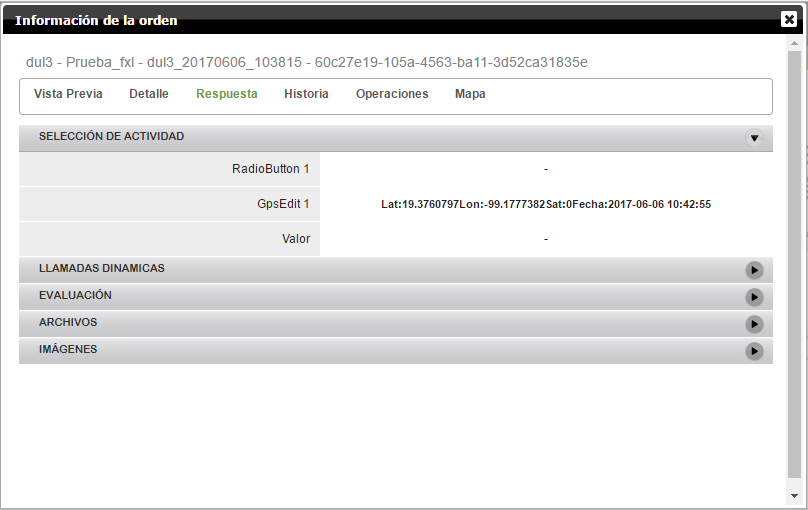 Información de la orden
dul3 - Prueba_fxl - dul3_20170606_103815 - 60c27e19-105a-4563-ba11-3d52ca31835e
Vista Previa Detalle Respuesta Historia Operaciones Mapa
SELECCIÓN DE ACTIVIDAD
RadioButton 1 -
GpsEdit 1 Lat:19.3760797Lon:-99.1777382Sat:0Fecha:2017-06-06 10:42:55
Valor -
LLAMADAS DINAMICAS
EVALUACIÓN
ARCHIVOS
IMÁGENES